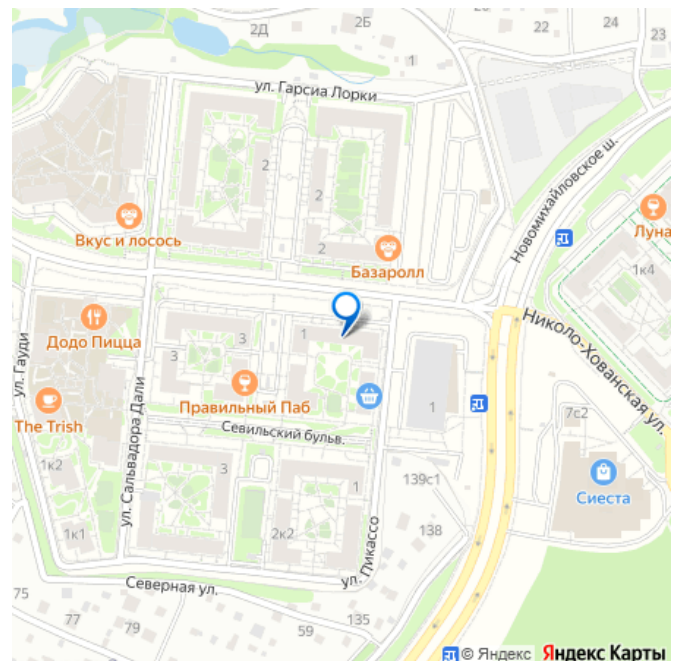 2Д
2Б
22
24
23
1
ул. Гарсиа Лорки
Новомихайловское ш.
2
2
2
Вкус и лосось
Базаролл
Луна
1к4
ул. Гауди
Додо Пицца
3
3
1
Николо-Хованская ул.
Правильный Паб
The Trish
ул. Сальвадора Дали
1
Севильский бульв.
7с2
Сиеста
1к2
3
1
139с1
1к1
2к2
138
ул. Пикассо
Северная ул.
75
77
79
59
135
© Яндекс Яндекс Карты